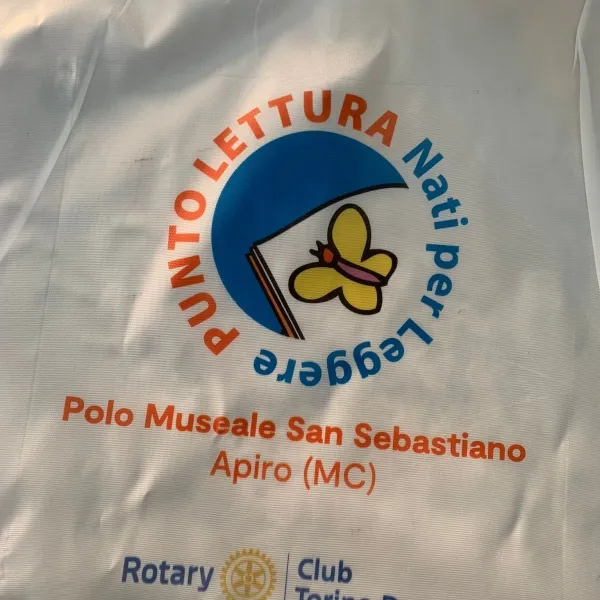 PUNTO LETTURA
Nati per Leggere
Polo Museale San Sebastiano
Apiro (MC)
Rotary
Club